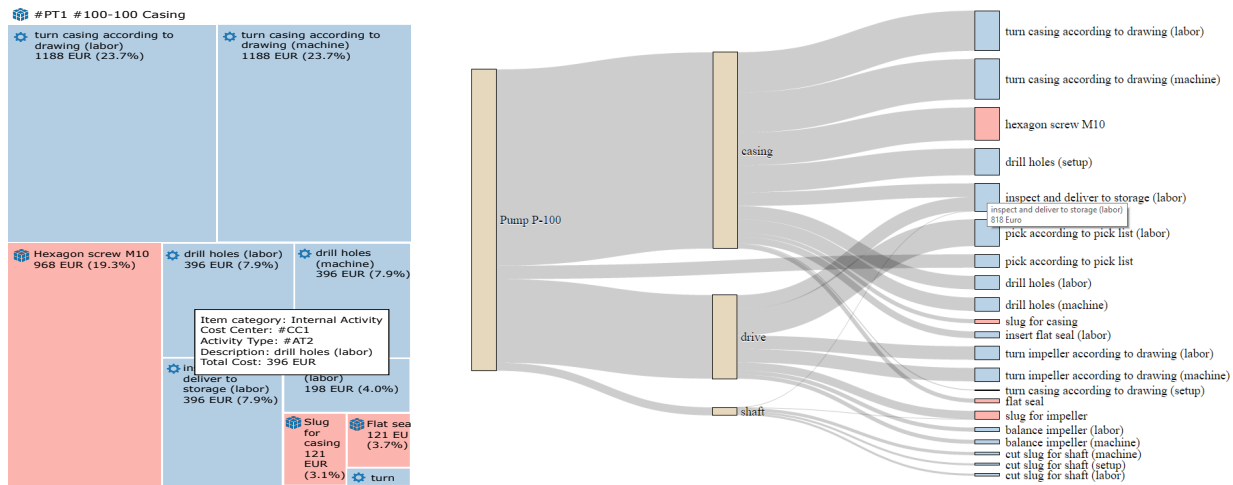 #PT1 #100-100 Casing
turn casing according to
drawing (labor)
1188 EUR (23.7%)
turn casing according to
drawing (machine)
1188 EUR (23.7%)
Hexagon screw M10
968 EUR (19.3%)
drill holes (labor)
396 EUR (7.9%)
drill holes
(machine)
396 EUR (7.9%)
Item category: Internal Activity
Cost Center: #CC1
Activity Type: #AT2
Description: drill holes (labor)
Total Cost: 396 EUR
deliver to
storage (labor)
396 EUR (7.9%)
(labor)
198 EUR (4.0%)
Slug
for
casing
121
EUR
(3.1%)
Flat sea
121 EU
(3.7%)
turn
Pump P-100
casing
drive
shaft
turn casing according to drawing (labor)
turn casing according to drawing (machine)
hexagon screw M10
drill holes (setup)
inspect and deliver to storage (labor)
inspect and deliver to storage (labor)
818 Euro
pick according to pick list (labor)
pick according to pick list
drill holes (labor)
drill holes (machine)
slug for casing
insert flat seal (labor)
turn impeller according to drawing (labor)
turn impeller according to drawing (machine)
turn casing according to drawing (setup)
flat seal
slug for impeller
balance impeller (labor)
balance impeller (machine)
cut slug for shaft (machine)
cut slug for shaft (setup)
cut slug for shaft (labor)